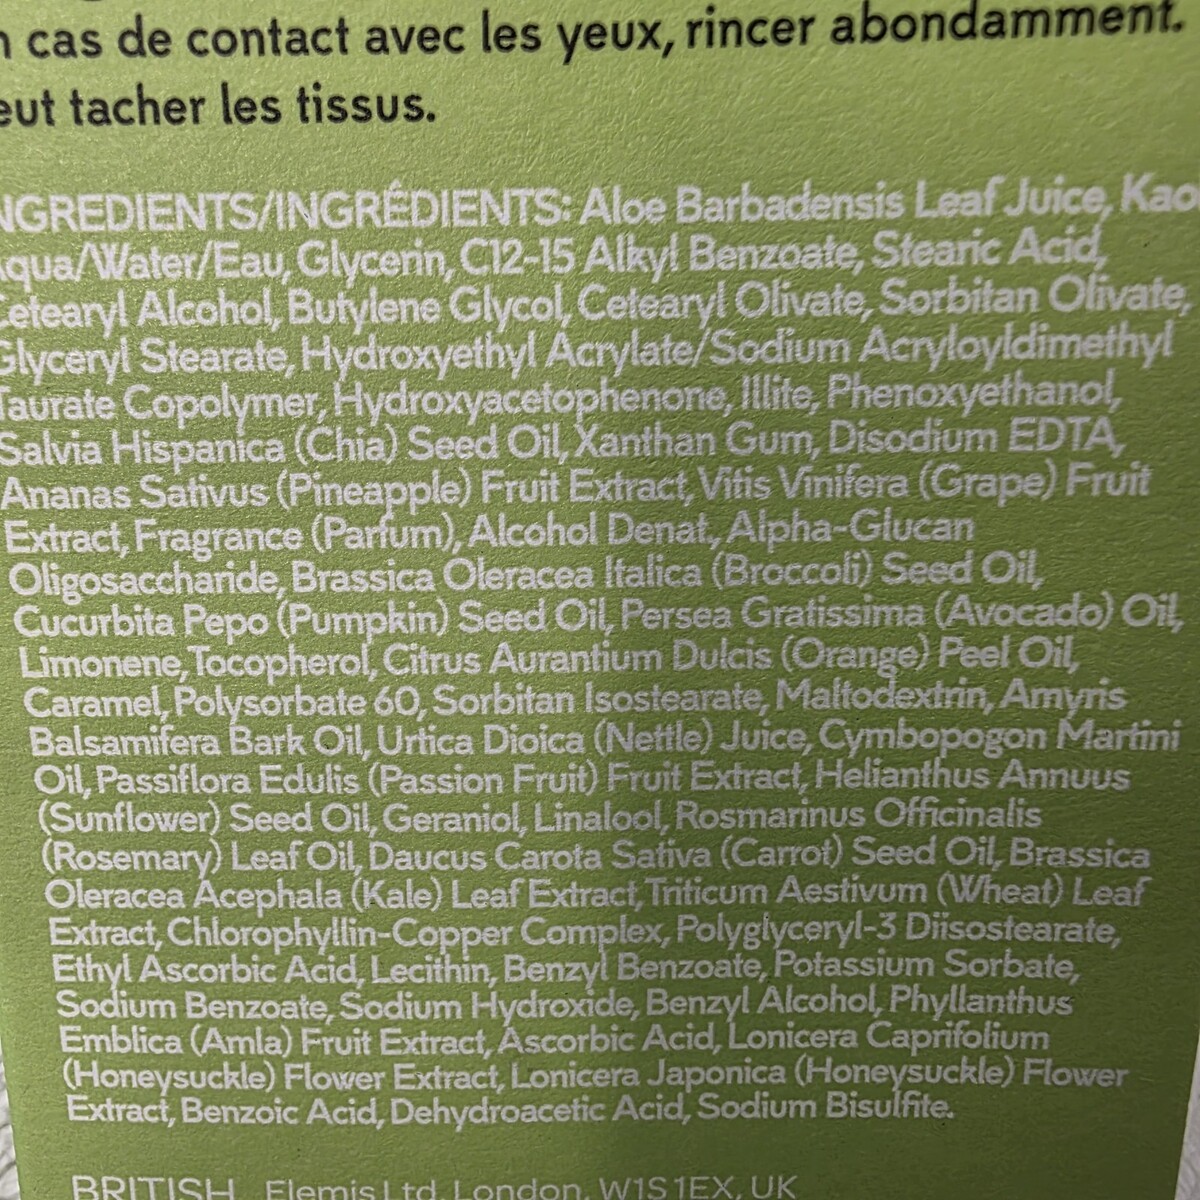 n cas de contact avec les yeux, rincer abondamment.
eut tacher les tissus.
NGREDIENTS/INGRÉDIENTS: Aloe Barbadensis Leaf Juice, Kao
Aqua/Water/Eau, Glycerin, C12-15 Alkyl Benzoate, Stearic Acid,
Cetearyl Alcohol, Butylene Glycol, Cetearyl Olivate, Sorbitan Olivate,
Glyceryl Stearate, Hydroxyethyl Acrylate/Sodium Acryloyldimethyl
Taurate Copolymer, Hydroxyacetophenone, Illite, Phenoxyethanol,
Salvia Hispanica (Chia) Seed Oil, Xanthan Gum, Disodium EDTA,
Ananas Sativus (Pineapple) Fruit Extract, Vitis Vinifera (Grape) Fruit
Extract, Fragrance (Parfum), Alcohol Denat, Alpha-Glucan
Oligosaccharide, Brassica Oleracea Italica (Broccoli) Seed Oil,
Cucurbita Pepo (Pumpkin) Seed Oil, Persea Gratissima (Avocado) Oil,
Limonene, Tocopherol, Citrus Aurantium Dulcis (Orange) Peel Oil,
Caramel, Polysorbate 60, Sorbitan Isostearate, Maltodextrin, Amyris
Balsamifera Bark Oil, Urtica Dioica (Nettle) Juice, Cymbopogon Martini
Oil, Passiflora Edulis (Passion Fruit) Fruit Extract, Helianthus Annuus
(Sunflower) Seed Oil, Geraniol, Linalool, Rosmarinus Officinalis
(Rosemary) Leaf Oil, Daucus Carota Sativa (Carrot) Seed Oil, Brassica
Oleracea Acephala (Kale) Leaf Extract, Triticum Aestivum (Wheat) Leaf
Extract, Chlorophyllin-Copper Complex, Polyglyceryl-3 Diisostearate,
Ethyl Ascorbic Acid, Lecithin, Benzyl Benzoate, Potassium Sorbate,
Sodium Benzoate, Sodium Hydroxide, Benzyl Alcohol, Phyllanthus
Emblica (Amla) Fruit Extract, Ascorbic Acid, Lonicera Caprifolium
(Honeysuckle) Flower Extract, Lonicera Japonica (Honeysuckle) Flower
Extract, Benzoic Acid, Dehydroacetic Acid, Sodium Bisulfite.
BRITISH Elemis Ltd, London, W1S 1EX, UK